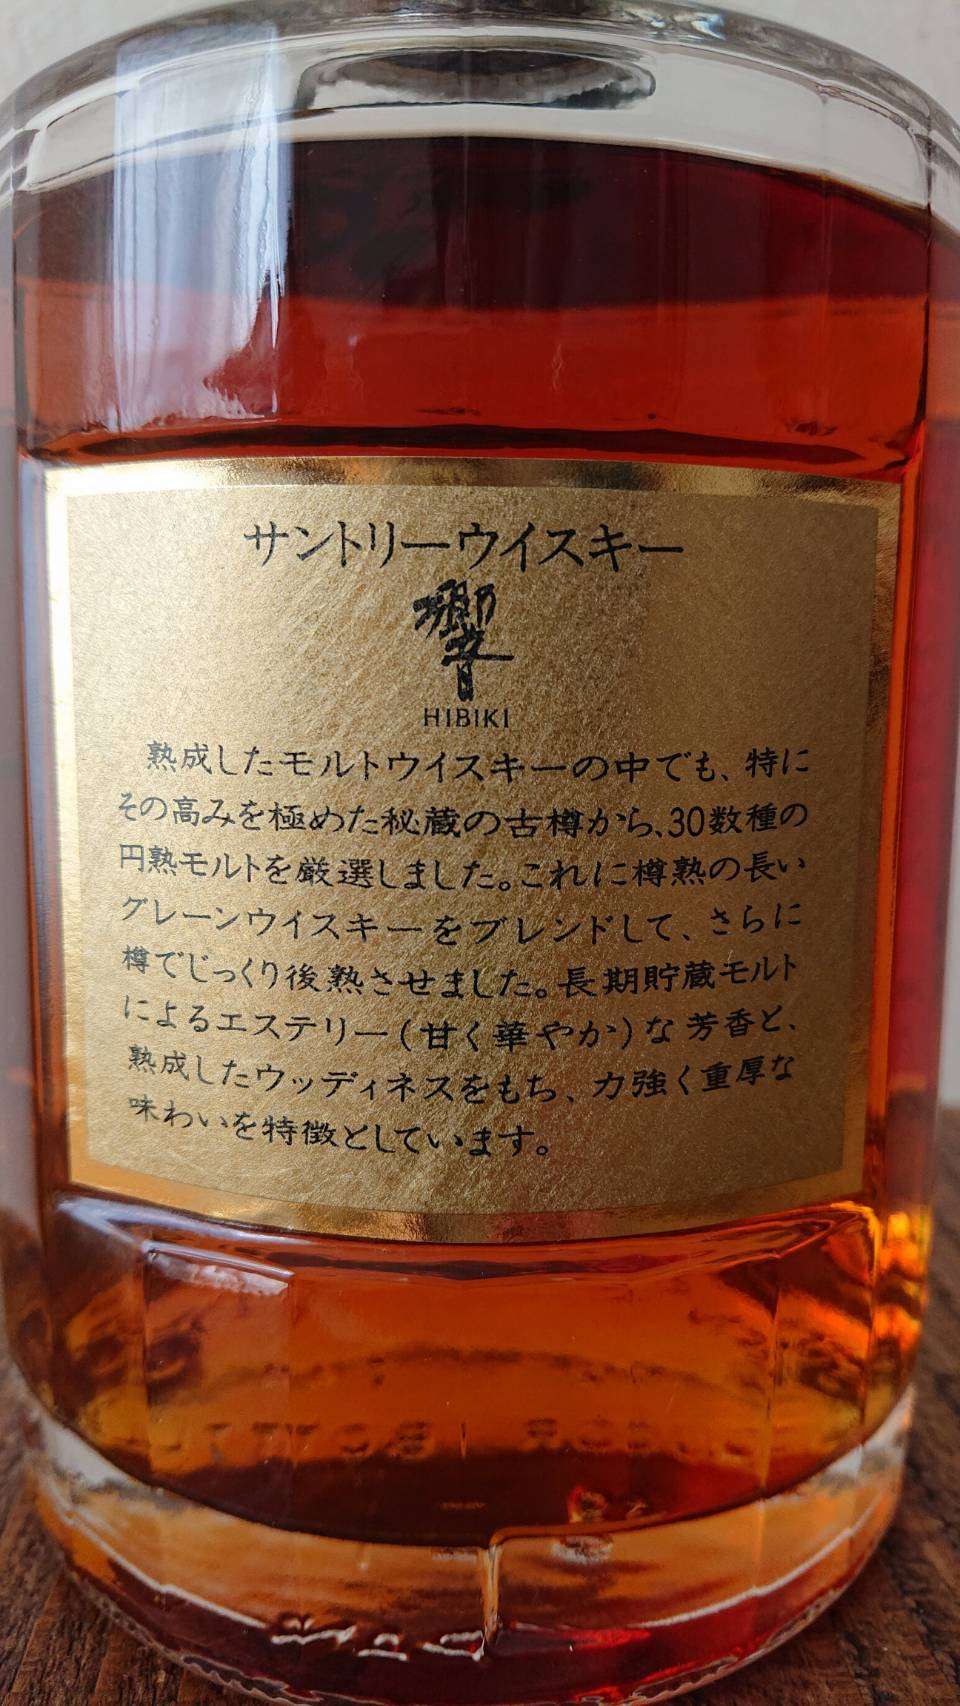 サントリーウイスキー
響
HIBIKI
熟成したモルトウイスキーの中でも、特に
その高みを極めた秘蔵の古樽から、30数種の
円熟モルトを厳選しました。これに樽熟の長い
グレーンウイスキーをブレンドして、さらに
樽でじっくり後熟させました。長期貯蔵モルト
によるエステリー(甘く華やか)な芳香と、
熟成したウッディネスをもち、力強く重厚な
味わいを特徴としています。